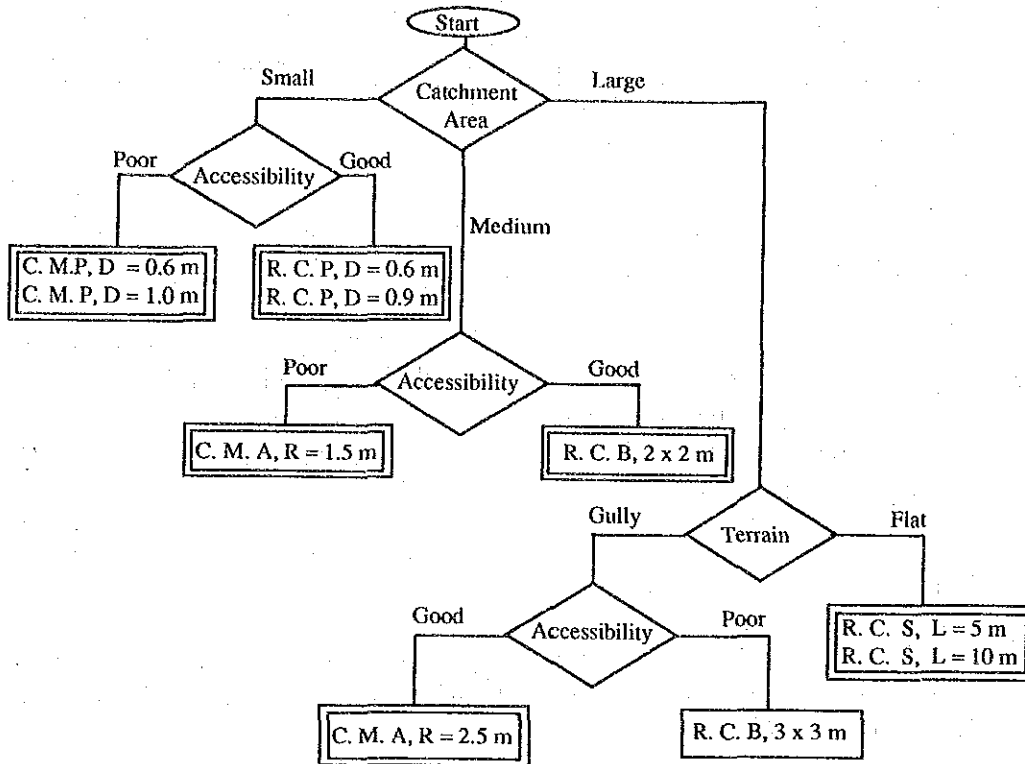 Start
Small
Catchment
Area
Large
Poor
Accessibility
Good
Medium
C. M.P, D = 0.6 m
C. M. P, D = 1.0 m
R. C. P, D = 0.6 m
R. C. P, D = 0.9 m
Poor
Accessibility
Good
C. M. A, R = 1.5 m
R. C. B, 2 x 2 m
Gully
Terrain
Flat
Good
Accessibility
Poor
R. C. S, L = 5 m
R. C. S, L = 10 m
C. M. A, R = 2.5 m
R. C. B, 3 x 3 m